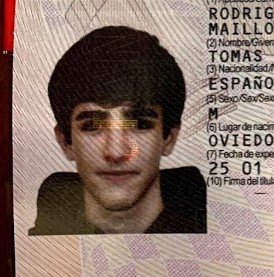 RODRIG
MAILLO
(2) Nombre/Given
TOMAS
(3) Nacionalidad/N
ESPAÑO
(5) Sexo/Sex/Sex
M
(6) Lugar de nacim
OVIEDO
(7) Fecha de expe
25 01
(10) Firma del titula